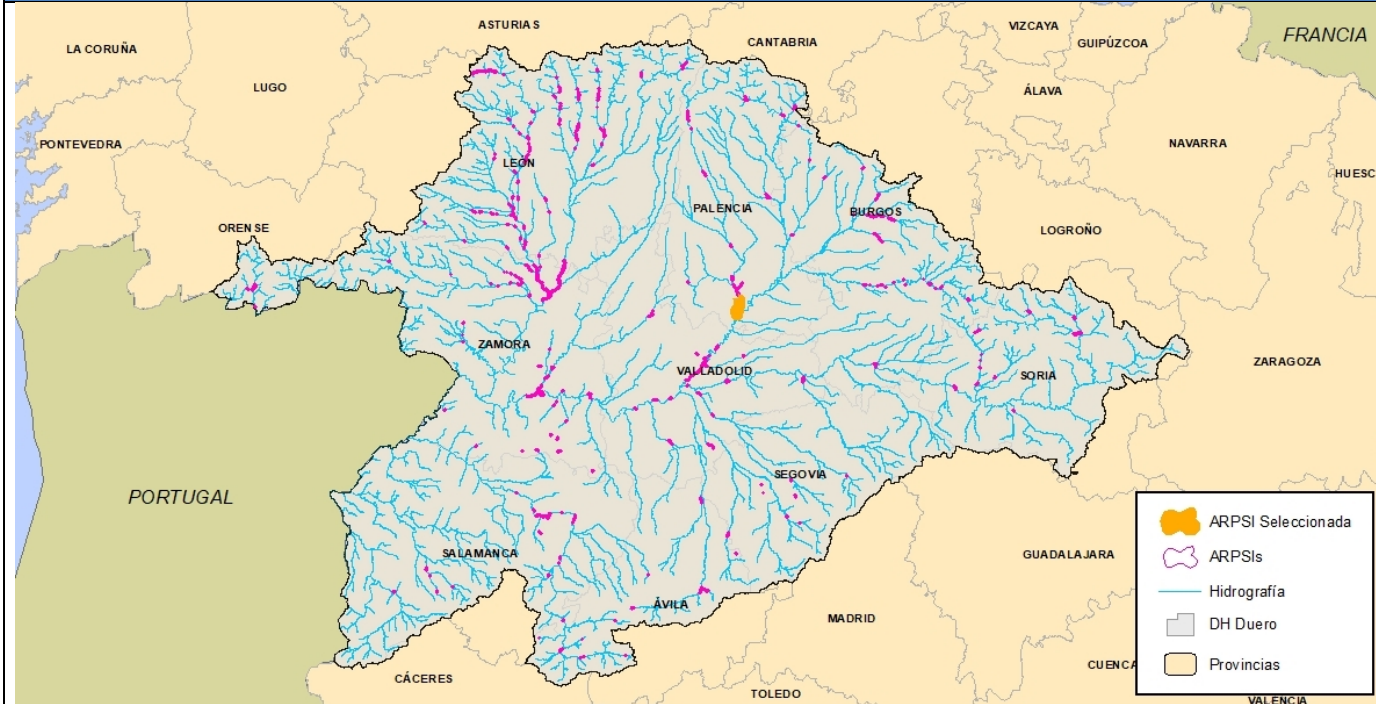 ASTURIAS
VIZCAYA
LA CORUÑA
CANTABRIA
GUIPÚZCOA
FRANCIA
LUGO
ÁLAVA
PONTEVEDRA
NAVARRA
LEÓN
HUESC
PALENCIA
BURGOS
ORENSE
LOGROÑO
ZAMORA
ZARAGOZA
VALLADOLID
SORIA
SEGOVIA
PORTUGAL
SALAMANCA
GUADALAJARA
ÁVILA
MADRID
CUENCA
CÁCERES
TOLEDO
VALENCIA
ARPSI Seleccionada
ARPSIs
Hidrografía
DH Duero
Provincias